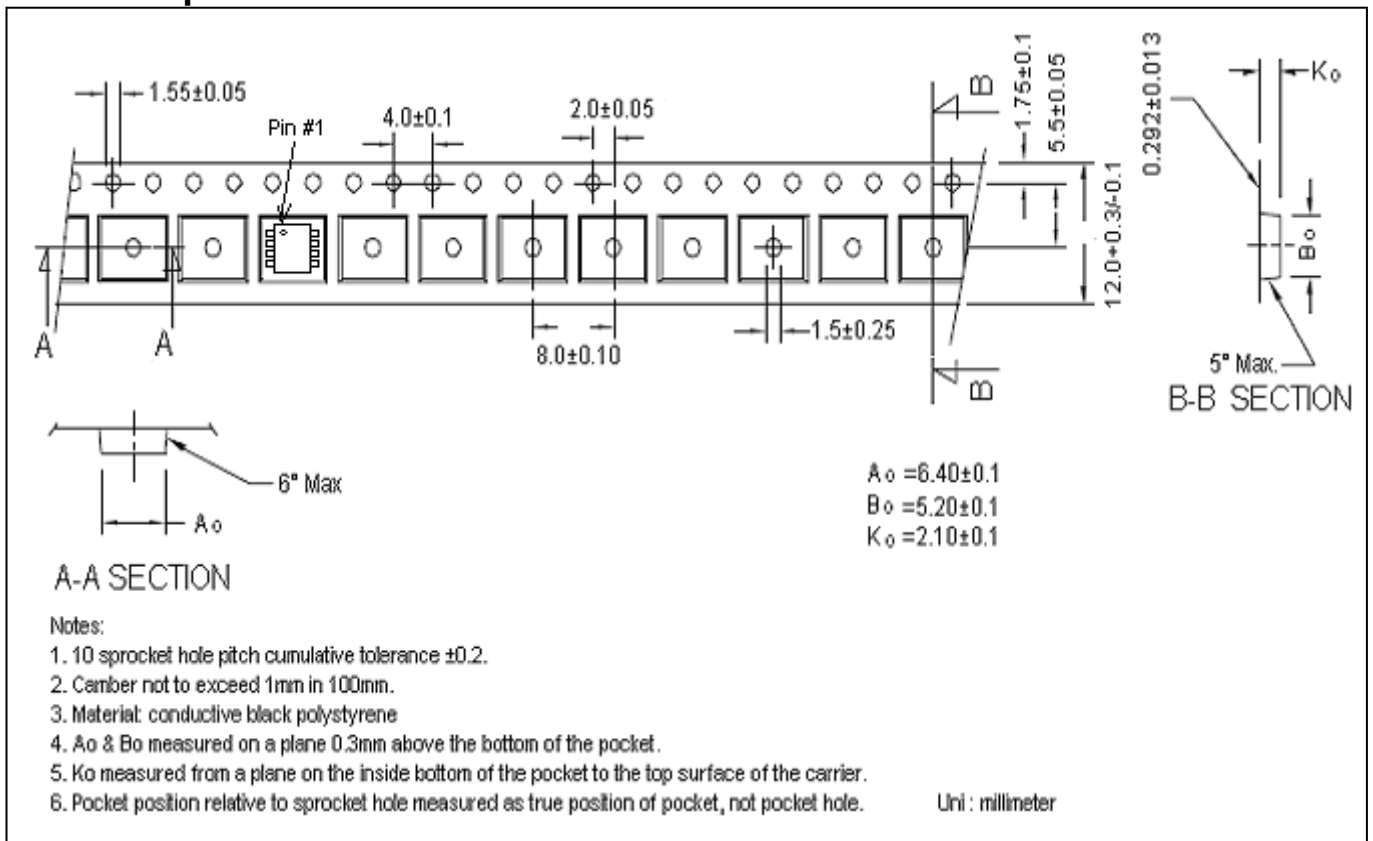 1.55±0.05
Pin #1
4.0±0.1
2.0±0.05
B
1.75±0.1
5.5±0.05
0.292±0.013
Ko
12.0+0.3/-0.1
Bo
A
A
8.0±0.10
1.5±0.25
B
5° Max.
B-B SECTION
6° Max
Ao
Ao =6.40±0.1
Bo =5.20±0.1
Ko =2.10±0.1
A-A SECTION
Notes:
1. 10 sprocket hole pitch cumulative tolerance ±0.2.
2. Camber not to exceed 1mm in 100mm.
3. Material: conductive black polystyrene
4. Ao & Bo measured on a plane 0.3mm above the bottom of the pocket.
5. Ko measured from a plane on the inside bottom of the pocket to the top surface of the carrier.
6. Pocket position relative to sprocket hole measured as true position of pocket, not pocket hole.
Uni : millimeter